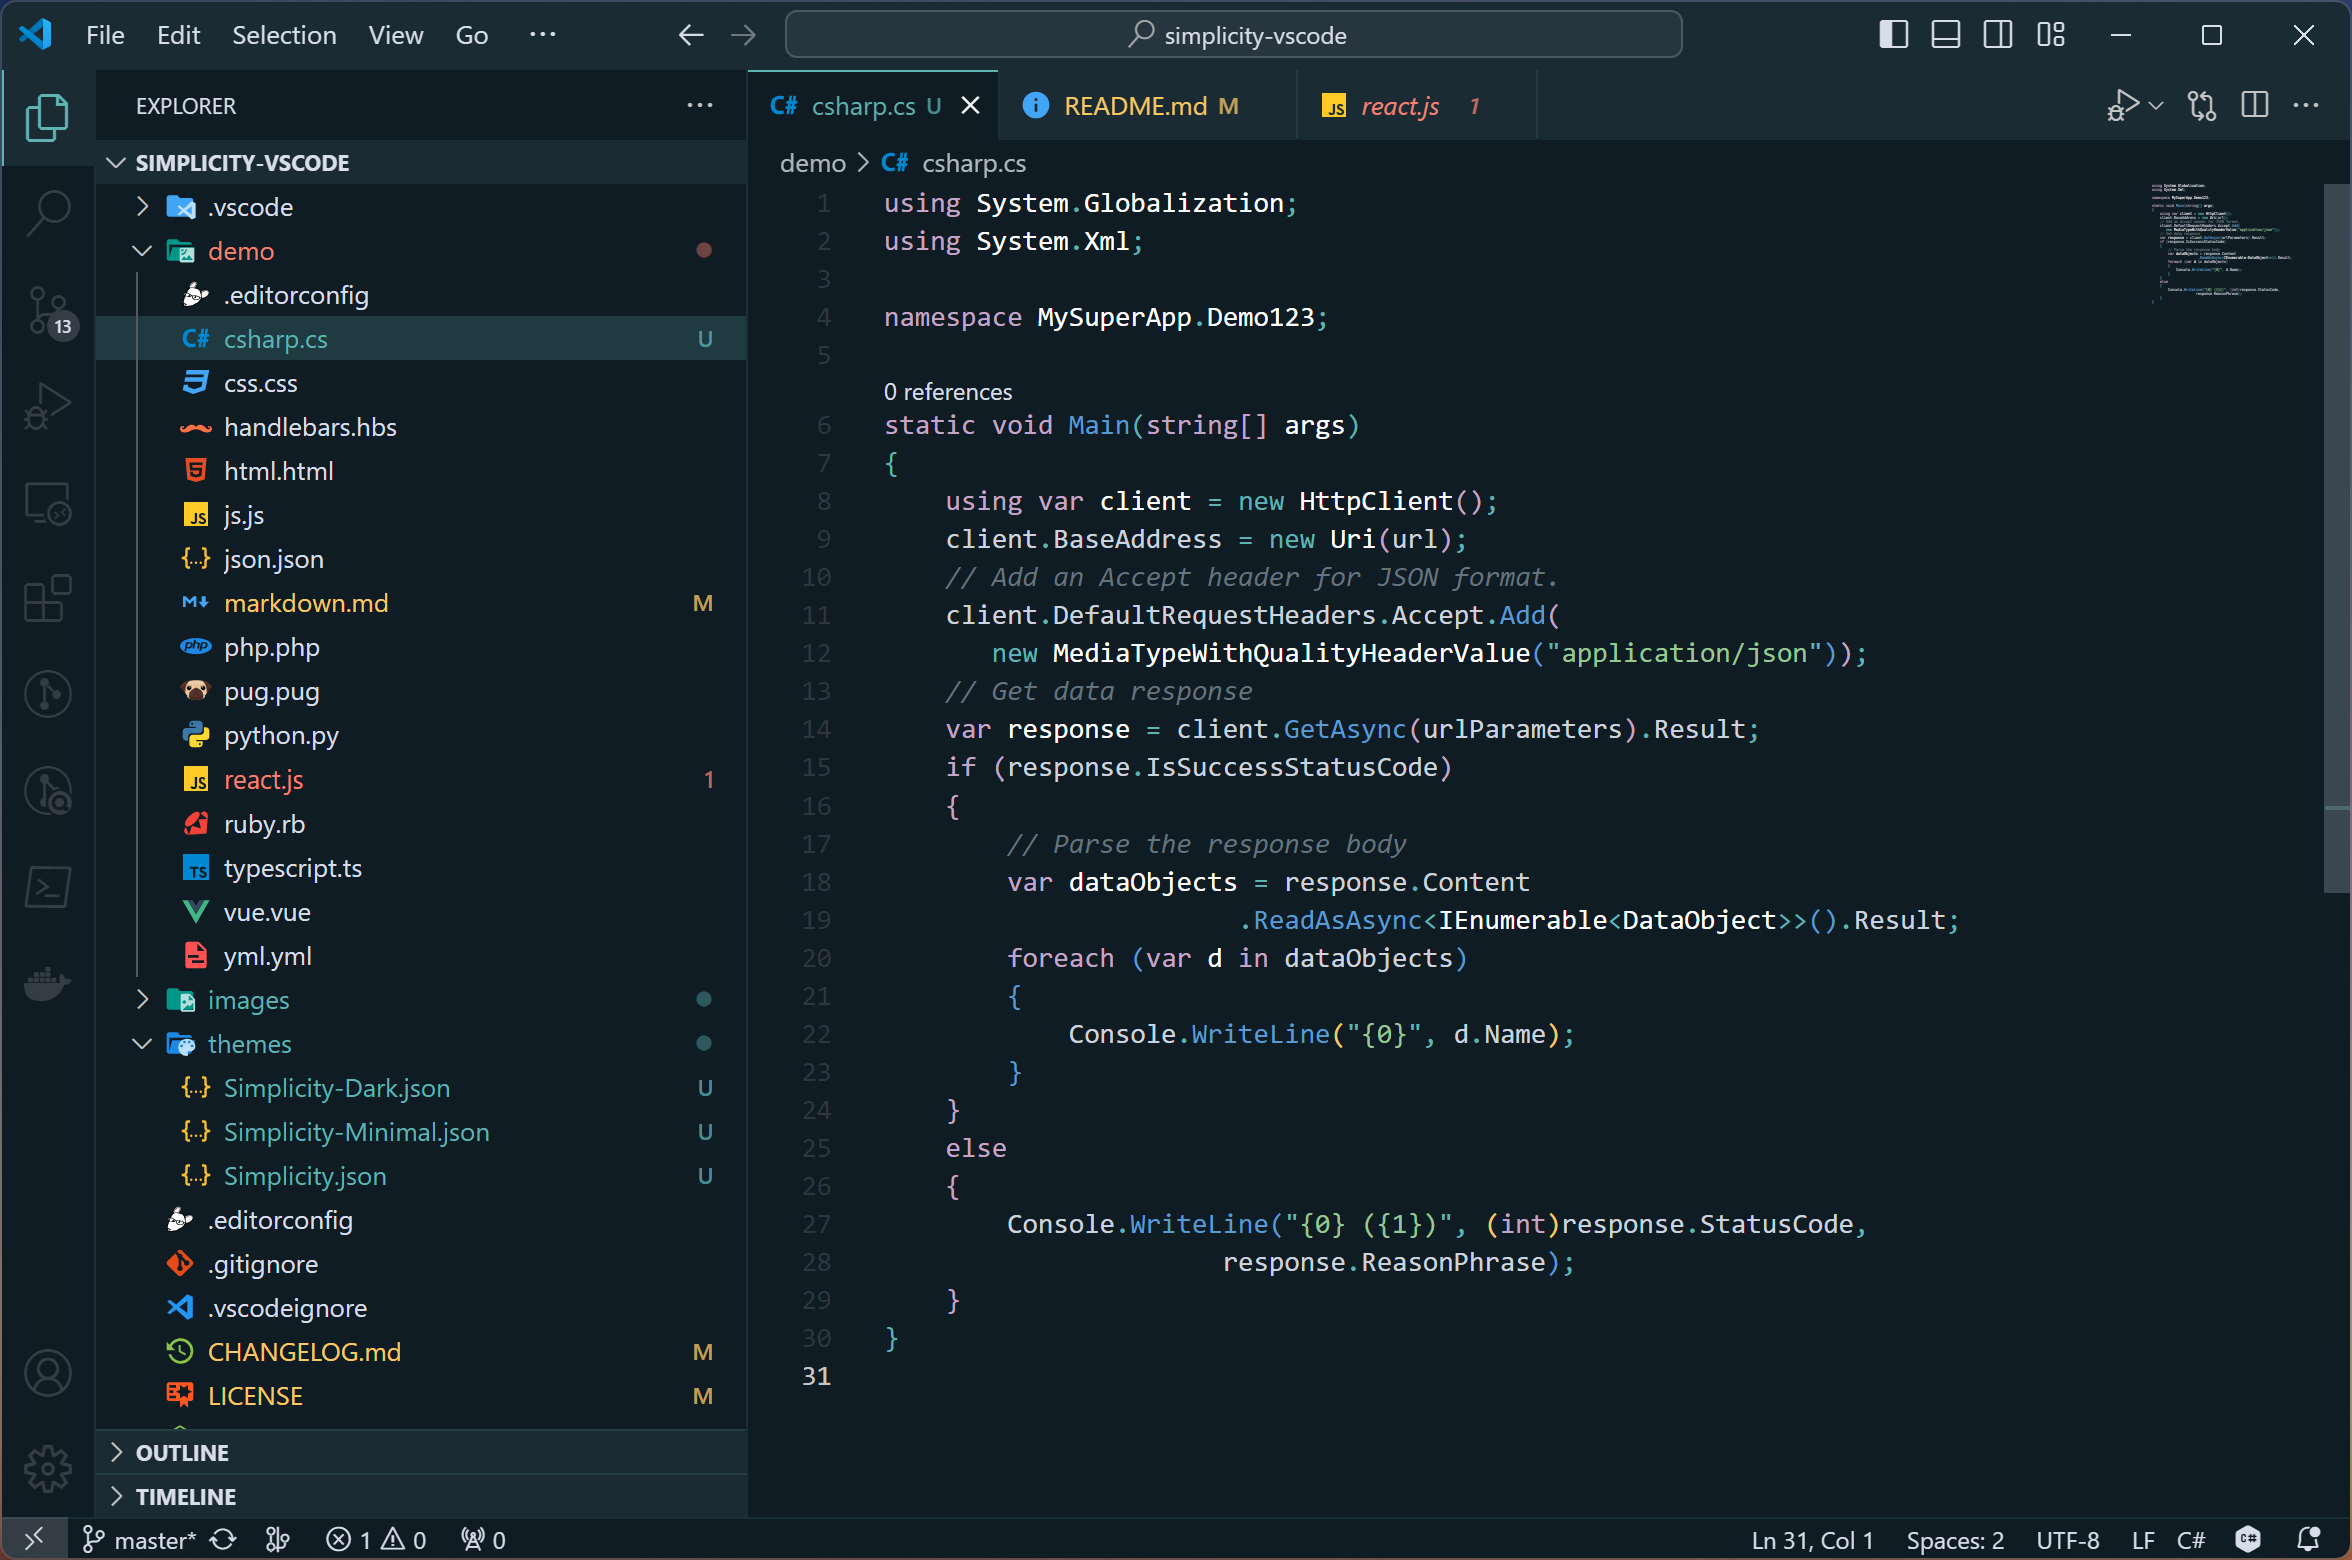 File Edit Selection View Go ··· simplicity-vscode
EXPLORER
SIMPLICITY-VSCODE
.vscode
demo
.editorconfig
C# csharp.cs U
css.css
handlebars.hbs
html.html
JS js.js
{...} json.json
markdown.md M
php php.php
pug.pug
python.py
JS react.js 1
ruby.rb
TS typescript.ts
vue.vue
yml.yml
images
themes
{...} Simplicity-Dark.json U
{...} Simplicity-Minimal.json U
{...} Simplicity.json U
.editorconfig
.gitignore
.vscodeignore
CHANGELOG.md M
LICENSE M
OUTLINE
TIMELINE
13
C# csharp.cs U README.md M JS react.js 1
demo > C# csharp.cs
1 using System.Globalization;
2 using System.Xml;
3
4 namespace MySuperApp.Demo123;
5
0 references
6 static void Main(string[] args)
7 {
8 using var client = new HttpClient();
9 client.BaseAddress = new Uri(url);
10 // Add an Accept header for JSON format.
11 client.DefaultRequestHeaders.Accept.Add(
12 new MediaTypeWithQualityHeaderValue("application/json"));
13 // Get data response
14 var response = client.GetAsync(urlParameters).Result;
15 if (response.IsSuccessStatusCode)
16 {
17 // Parse the response body
18 var dataObjects = response.Content
19 .ReadAsAsync<IEnumerable<DataObject>>().Result;
20 foreach (var d in dataObjects)
21 {
22 Console.WriteLine("{0}", d.Name);
23 }
24 }
25 else
26 {
27 Console.WriteLine("{0} ({1})", (int)response.StatusCode,
28 response.ReasonPhrase);
29 }
30 }
31
master* 1 0 0 Ln 31, Col 1 Spaces: 2 UTF-8 LF C#